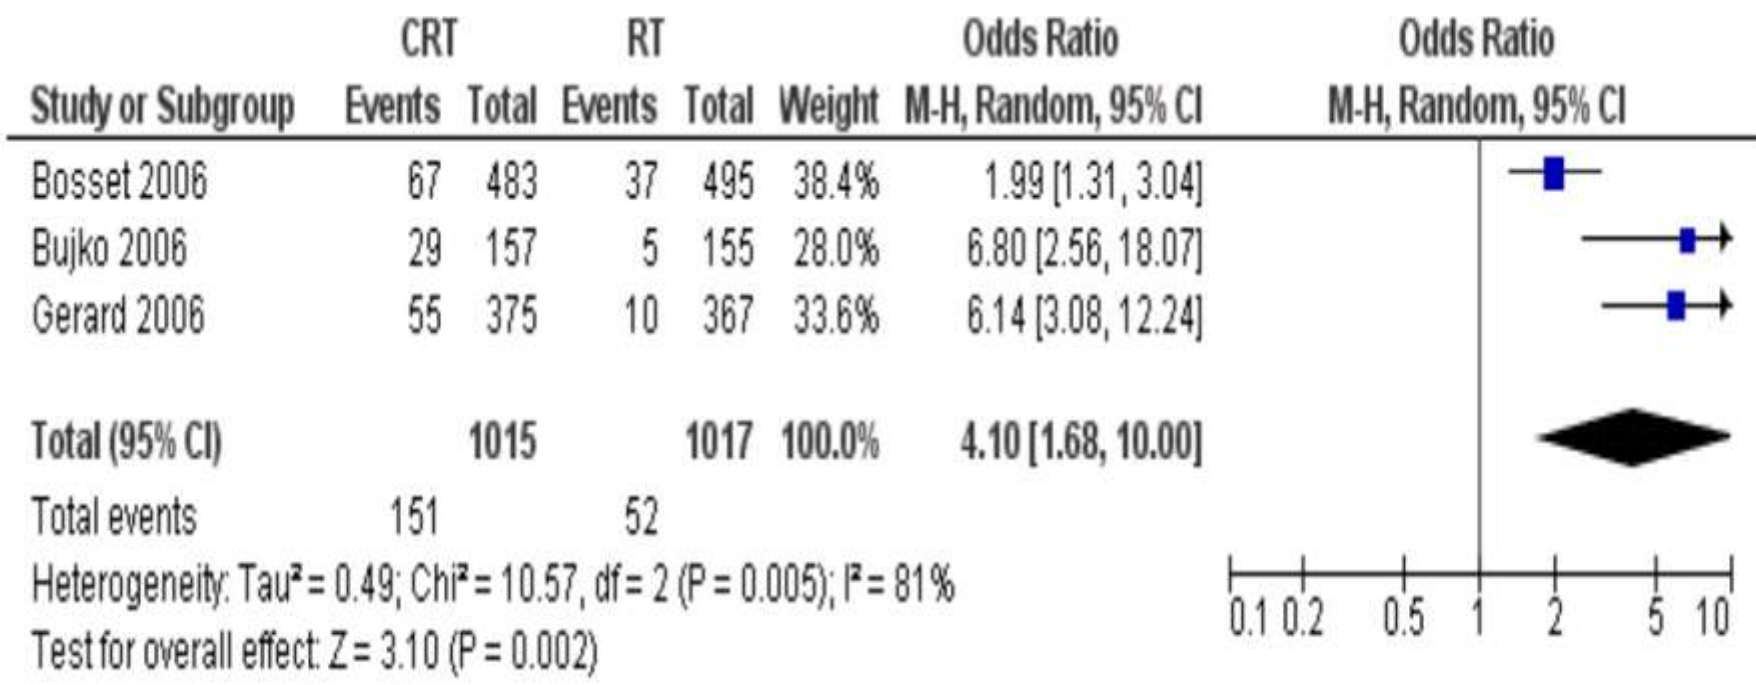 CRT RT Odds Ratio Odds Ratio
Study or Subgroup Events Total Events Total Weight M-H, Random, 95% CI M-H, Random, 95% CI
Bosset 2006 67 483 37 495 38.4% 1.99 [1.31, 3.04]
Bujko 2006 29 157 5 155 28.0% 6.80 [2.56, 18.07]
Gerard 2006 55 375 10 367 33.6% 6.14 [3.08, 12.24]
Total (95% CI) 1015 1017 100.0% 4.10 [1.68, 10.00]
Total events 151 52
Heterogeneity: Tau² = 0.49; Chi² = 10.57, df = 2 (P = 0.005); I² = 81%
Test for overall effect: Z = 3.10 (P = 0.002)
0.1 0.2 0.5 1 2 5 10